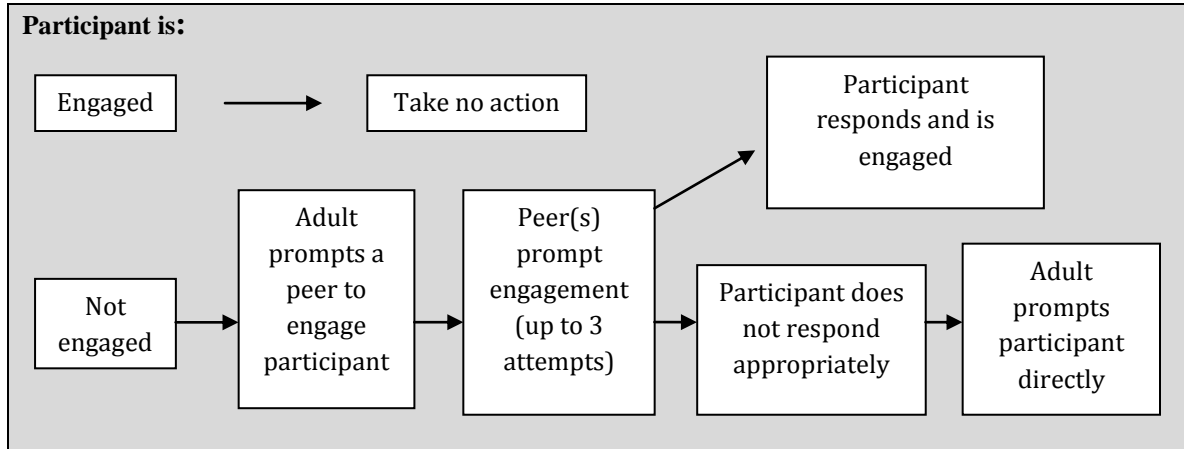 Participant is:
Engaged
Take no action
Participant
responds and is
engaged
Not
engaged
Adult
prompts a
peer to
engage
participant
Peer(s)
prompt
engagement
(up to 3
attempts)
Participant does
not respond
appropriately
Adult
prompts
participant
directly